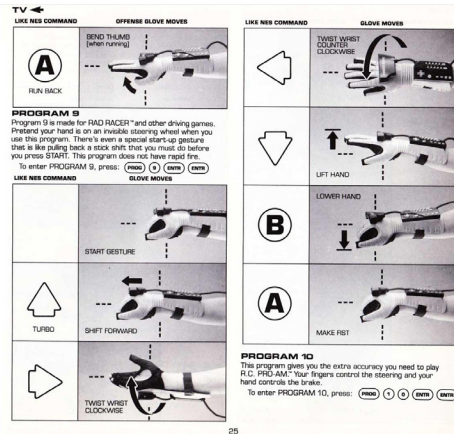 TV
LIKE NES COMMAND
OFFENSE GLOVE MOVES
BEND THUMB
[when running]
A
RUN BACK
PROGRAM 9
Program 9 is made for RAD RACER™ and other driving games.
Pretend your hand is on an invisible steering wheel when you
use this program. There's even a special start-up gesture
that is like pulling back a stick shift that you must do before
you press START. This program does not have rapid fire.
To enter PROGRAM 9, press: PROG 9 ENTR ENTR
LIKE NES COMMAND
GLOVE MOVES
START GESTURE
TURBO
SHIFT FORWARD
TWIST WRIST
CLOCKWISE
LIKE NES COMMAND
GLOVE MOVES
TWIST WRIST
COUNTER
CLOCKWISE
LIFT HAND
LOWER HAND
B
A
MAKE FIST
PROGRAM 10
This program gives you the extra accuracy you need to play
R.C. PRO-AM.™ Your fingers control the steering and your
hand controls the brake.
To enter PROGRAM 10, press: PROG 1 0 ENTR ENTR
25